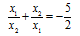 x₁/x₂ + x₂/x₁ = -5/2